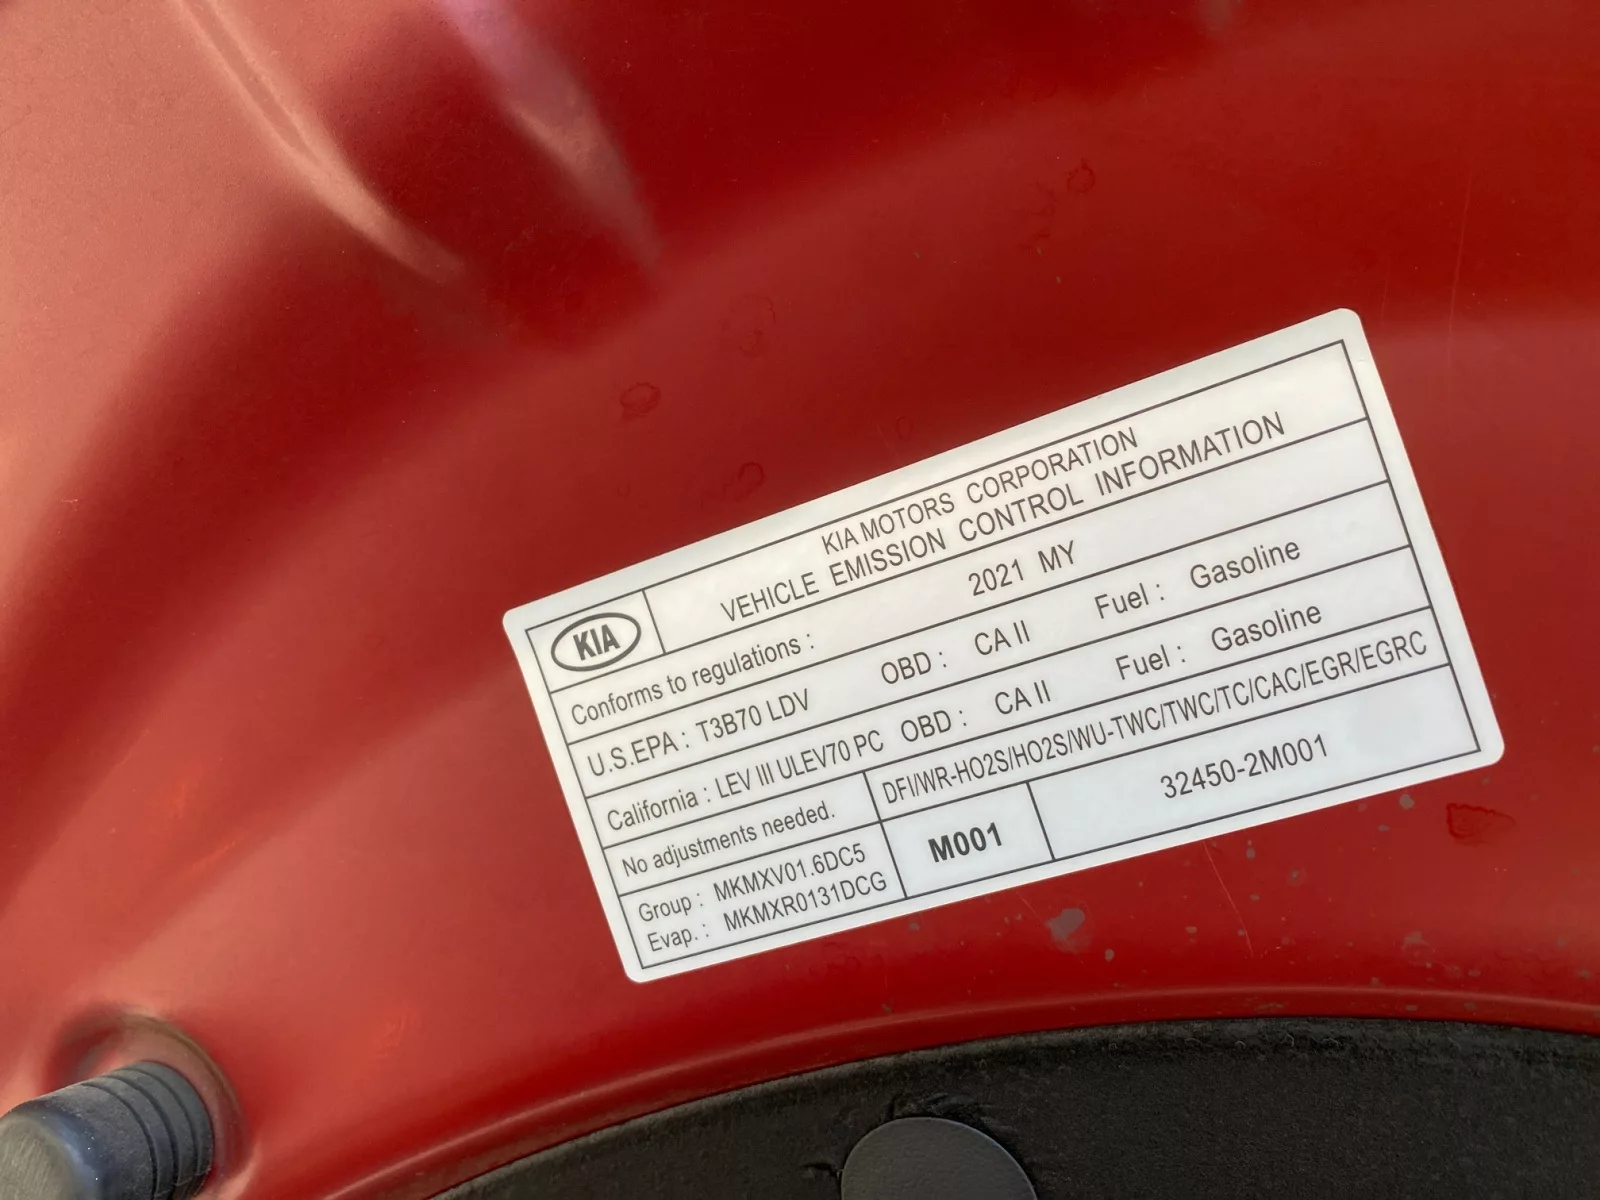 KIA MOTORS CORPORATION
VEHICLE EMISSION CONTROL INFORMATION
KIA
Conforms to regulations : 2021 MY
U.S.EPA : T3B70 LDV OBD : CA II Fuel : Gasoline
California : LEV III ULEV70 PC OBD : CA II Fuel : Gasoline
No adjustments needed. DFI/WR-HO2S/HO2S/WU-TWC/TWC/TC/CAC/EGR/EGRC
Group : MKMXV01.6DC5
Evap. : MKMXR0131DCG
M001
32450-2M001